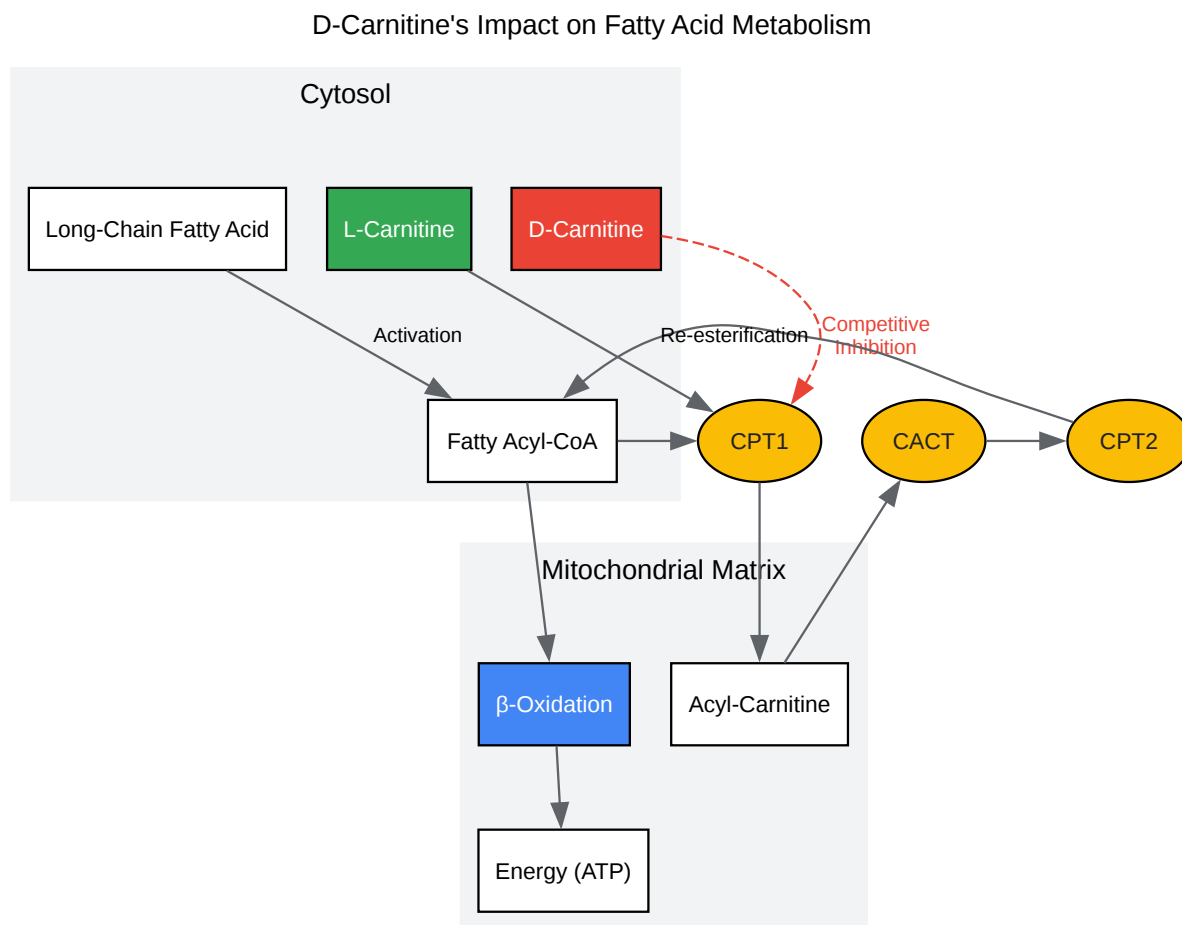 D-Carnitine's Impact on Fatty Acid Metabolism
Cytosol
Long-Chain Fatty Acid
L-Carnitine
D-Carnitine
Activation
Re-esterification
Competitive
Inhibition
Fatty Acyl-CoA
CPT1
CACT
CPT2
Mitochondrial Matrix
β-Oxidation
Acyl-Carnitine
Energy (ATP)